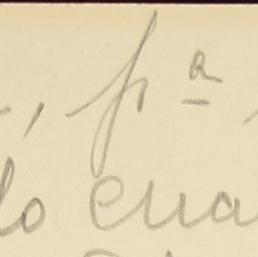 , pª
lo cua